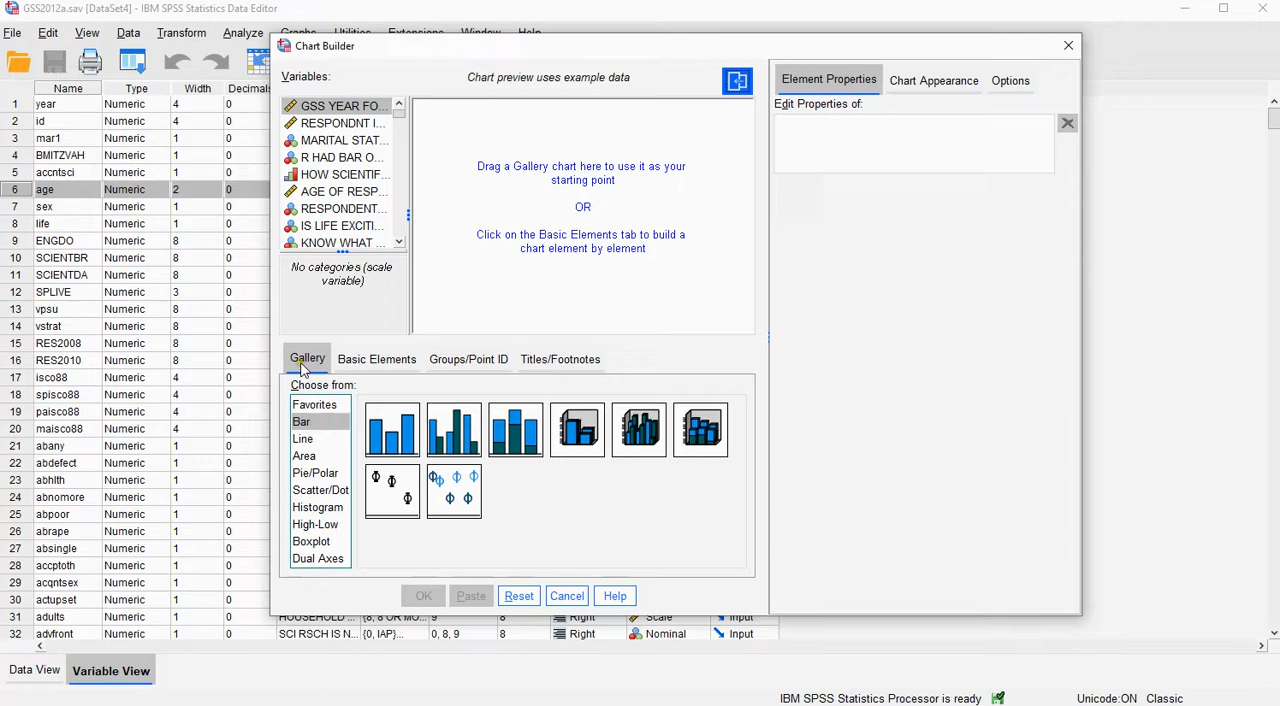 GSS2012a.sav [DataSet4] - IBM SPSS Statistics Data Editor
File Edit View Data Transform Analyze Graphs Utilities Extensions Window Help
Chart Builder
Name Type Width Decimals
1 year Numeric 4 0
2 id Numeric 4 0
3 mar1 Numeric 1 0
4 BMITZVAH Numeric 1 0
5 accntsci Numeric 1 0
6 age Numeric 2 0
7 sex Numeric 1 0
8 life Numeric 1 0
9 ENGDO Numeric 8 0
10 SCIENTBR Numeric 8 0
11 SCIENTDA Numeric 8 0
12 SPLIVE Numeric 3 0
13 vpsu Numeric 8 0
14 vstrat Numeric 8 0
15 RES2008 Numeric 8 0
16 RES2010 Numeric 8 0
17 isco88 Numeric 4 0
18 spisco88 Numeric 4 0
19 paisco88 Numeric 4 0
20 maisco88 Numeric 4 0
21 abany Numeric 1 0
22 abdefect Numeric 1 0
23 abhlth Numeric 1 0
24 abnomore Numeric 1 0
25 abpoor Numeric 1 0
26 abrape Numeric 1 0
27 absingle Numeric 1 0
28 accptoth Numeric 1 0
29 acqntsex Numeric 1 0
30 actupset Numeric 1 0
31 adults Numeric 1 0 HOUSEHOLD ... {8, 8 OR MO... 9 8 Right Scale Input
advfront Numeric 1 0 SCI RSCH IS N... {0, IAP}... 0, 8, 9 8 Right Nominal Input
Variables:
GSS YEAR FO...
RESPONDNT I...
MARITAL STAT...
R HAD BAR O...
HOW SCIENTIF...
AGE OF RESP...
RESPONDENT...
IS LIFE EXCITI...
KNOW WHAT ...
No categories (scale
variable)
Chart preview uses example data
Drag a Gallery chart here to use it as your
starting point
OR
Click on the Basic Elements tab to build a
chart element by element
Gallery Basic Elements Groups/Point ID Titles/Footnotes
Choose from:
Favorites
Bar
Line
Area
Pie/Polar
Scatter/Dot
Histogram
High-Low
Boxplot
Dual Axes
OK Paste Reset Cancel Help
Element Properties Chart Appearance Options
Edit Properties of:
Data View Variable View
IBM SPSS Statistics Processor is ready Unicode:ON Classic